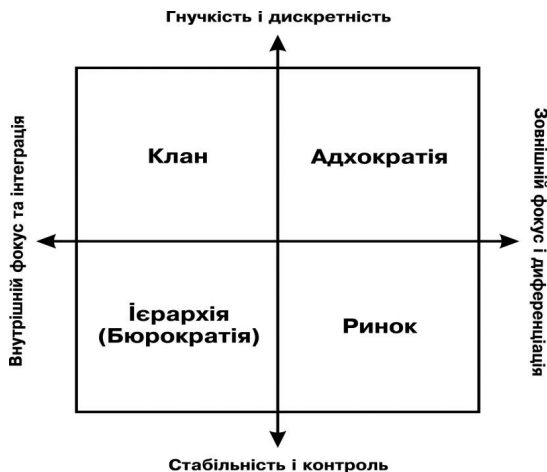 Гнучкість і дискретність
Внутрішній фокус та інтеграція
Клан
Адхократія
Зовнішній фокус і диференціація
Ієрархія
(Бюрократія)
Ринок
Стабільність і контроль